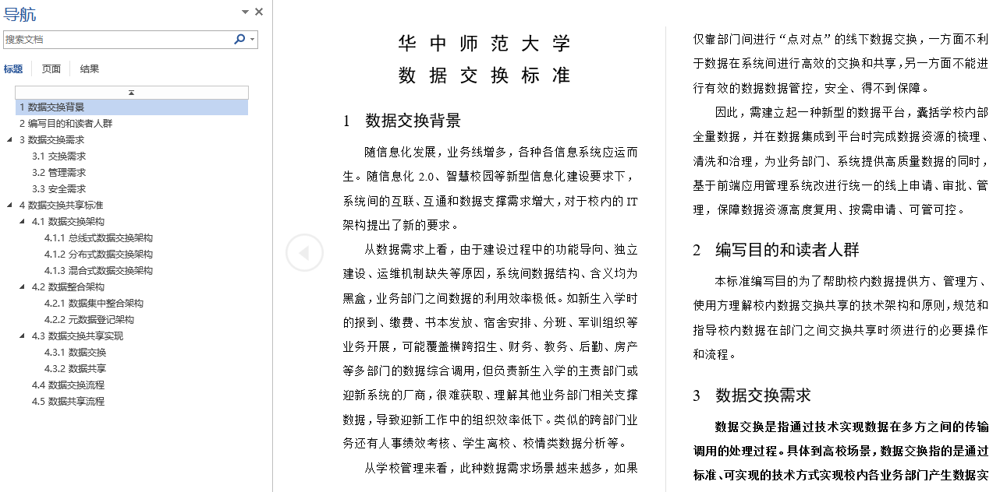 导航
搜索文档
标题 页面 结果
1 数据交换背景
2 编写目的和读者人群
3 数据交换需求
3.1 交换需求
3.2 管理需求
3.3 安全需求
4 数据交换共享标准
4.1 数据交换架构
4.1.1 总线式数据交换架构
4.1.2 分布式数据交换架构
4.1.3 混合式数据交换架构
4.2 数据整合架构
4.2.1 数据集中整合架构
4.2.2 元数据登记架构
4.3 数据交换共享实现
4.3.1 数据交换
4.3.2 数据共享
4.4 数据交换流程
4.5 数据共享流程
华中师范大学
数据交换标准
1 数据交换背景
随信息化发展，业务线增多，各种各信息系统应运而
生。随信息化 2.0、智慧校园等新型信息化建设要求下，
系统间的互联、互通和数据支撑需求增大，对于校内的 IT
架构提出了新的要求。
从数据需求上看，由于建设过程中的功能导向、独立
建设、运维机制缺失等原因，系统间数据结构、含义均为
黑盒，业务部门之间数据的利用效率极低。如新生入学时
的报到、缴费、书本发放、宿舍安排、分班、军训组织等
业务开展，可能覆盖横跨招生、财务、教务、后勤、房产
等多部门的数据综合调用，但负责新生入学的主责部门或
迎新系统的厂商，很难获取、理解其他业务部门相关支撑
数据，导致迎新工作中的组织效率低下。类似的跨部门业
务还有人事绩效考核、学生离校、校情类数据分析等。
从学校管理来看，此种数据需求场景越来越多，如果
仅靠部门间进行“点对点”的线下数据交换，一方面不利
于数据在系统间进行高效的交换和共享，另一方面不能进
行有效的数据数据管控，安全、得不到保障。
因此，需建立起一种新型的数据平台，囊括学校内部
全量数据，并在数据集成到平台时完成数据资源的梳理、
清洗和治理，为业务部门、系统提供高质量数据的同时，
基于前端应用管理系统改进行统一的线上申请、审批、管
理，保障数据资源高度复用、按需申请、可管可控。
2 编写目的和读者人群
本标准编写目的为了帮助校内数据提供方、管理方、
使用方理解校内数据交换共享的技术架构和原则，规范和
指导校内数据在部门之间交换共享时须进行的必要操作
和流程。
3 数据交换需求
数据交换是指通过技术实现数据在多方之间的传输
调用的处理过程。具体到高校场景，数据交换指的是通过
标准、可实现的技术方式实现校内各业务部门产生数据实